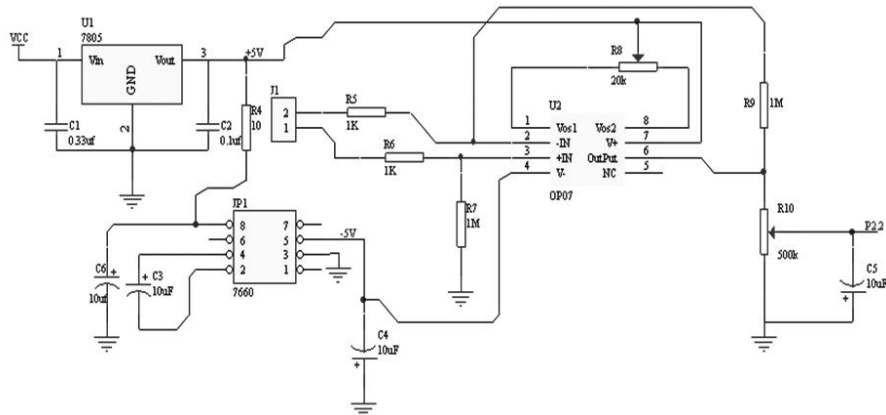 VCC
U1
7805
1
Vin
Vout
3
+5V
GND
2
C1
0.33uf
C2
0.1uf
R4
10
J1
2
1
R5
1K
R6
1K
R7
1M
R8
20k
U2
1
Vos1
Vos2
8
2
-IN
V+
7
3
+IN
OutPut
6
4
V-
NC
5
OP07
R9
1M
R10
500k
P2.2
C5
10uF
+
JP1
8
7
6
5
4
3
2
1
7660
-5V
C6
+
10uf
C3
+
10uF
C4
10uF
+